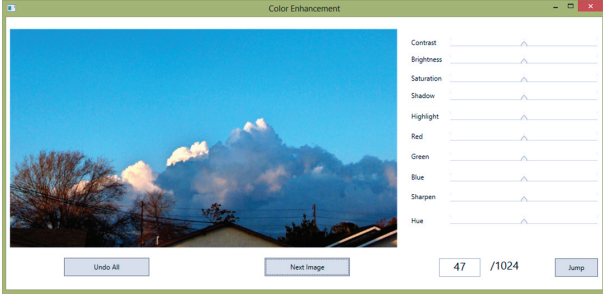 Color Enhancement
Contrast
Brightness
Saturation
Shadow
Highlight
Red
Green
Blue
Sharpen
Hue
Undo All
Next Image
47 /1024
Jump